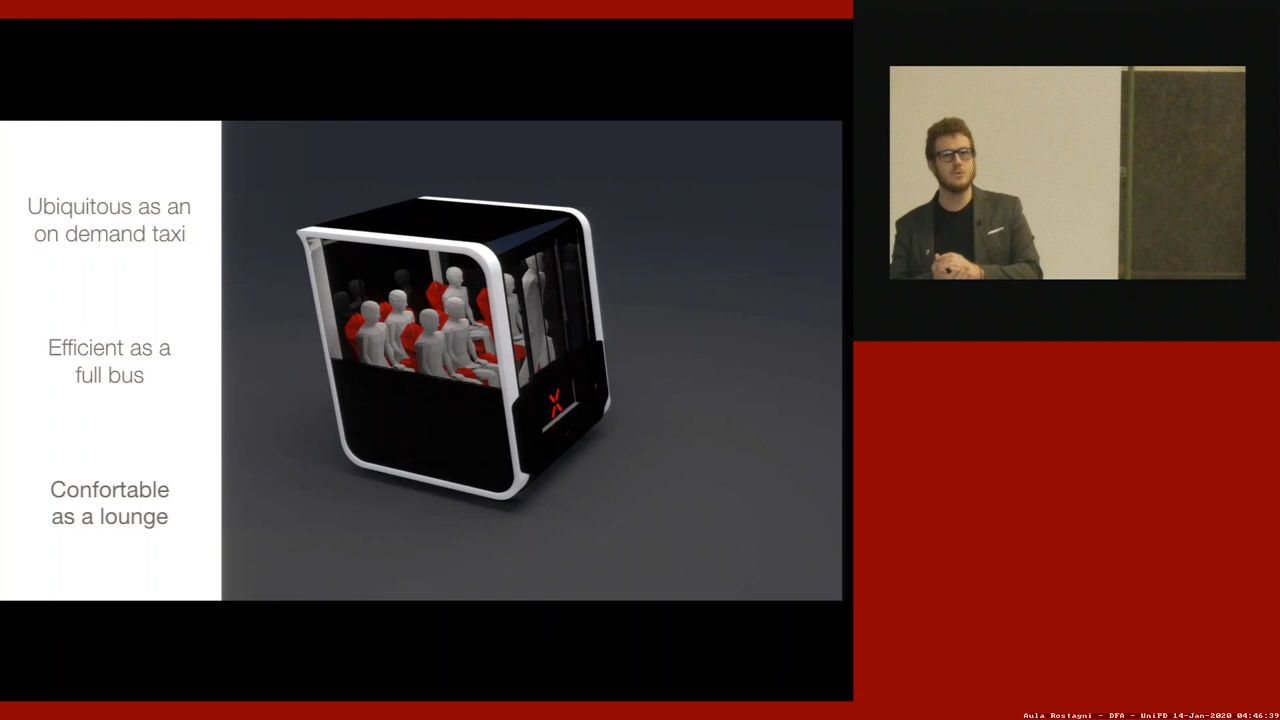 Ubiquitous as an
on demand taxi
Efficient as a
full bus
Confortable
as a lounge
Aula Rostagni - DFA - UniPD 14-Jan-2020 04:46:39